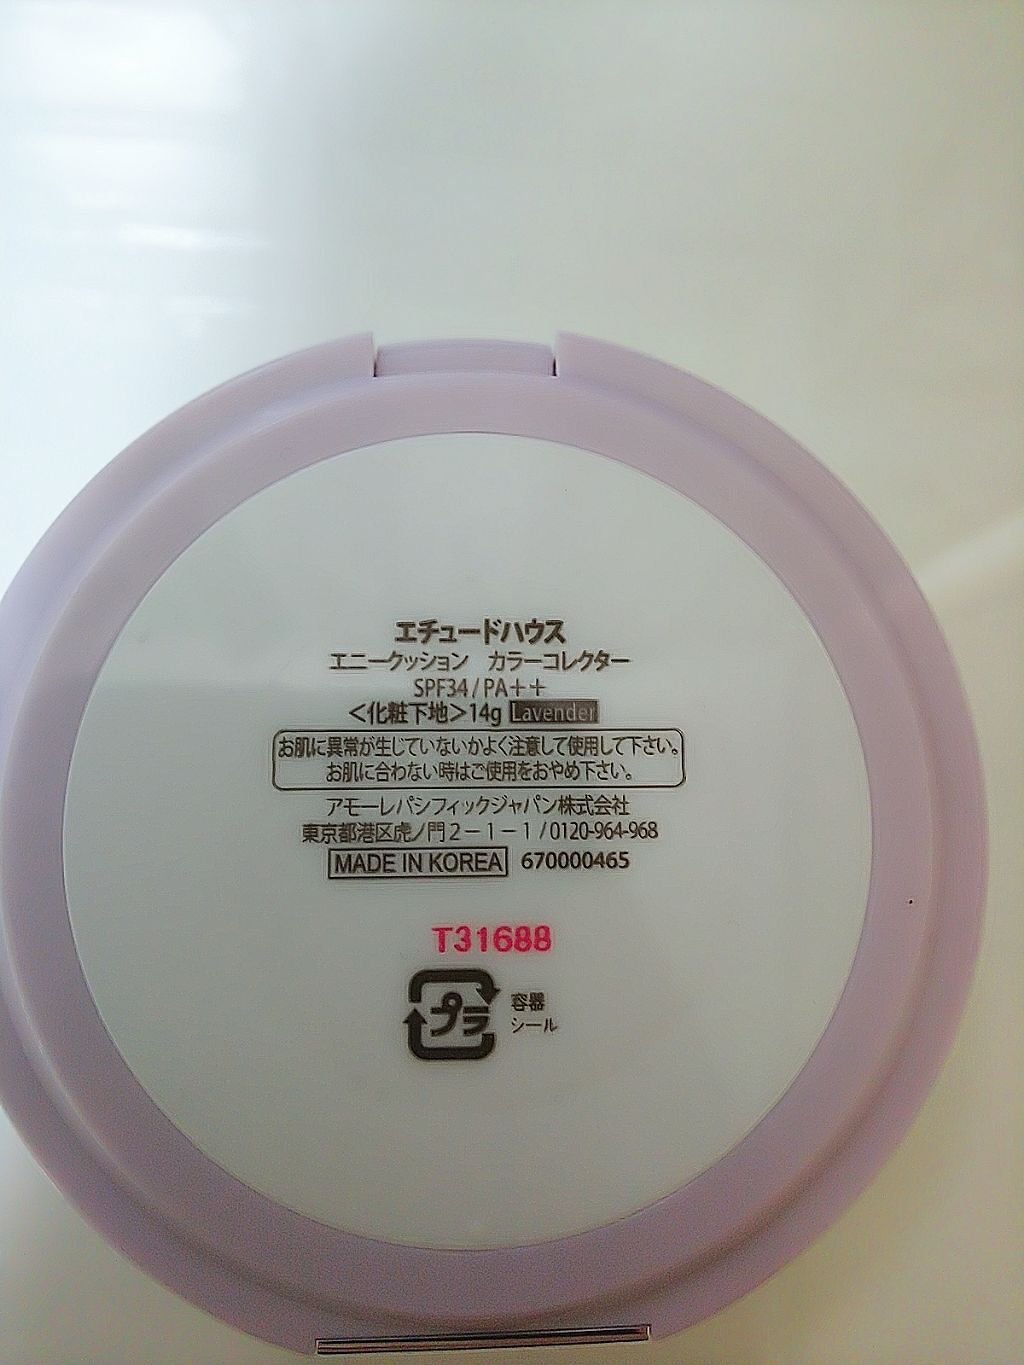 エチュードハウス
エニークッション　カラーコレクター
SPF34/PA＋＋
＜化粧下地＞14g Lavender
お肌に異常が生じていないかよく注意して使用して下さい。
お肌に合わない時はご使用をおやめ下さい。
アモーレパシフィックジャパン株式会社
東京都港区虎ノ門2－1－1/0120-964-968
MADE IN KOREA 670000465
T31688
プラ 容器
シール